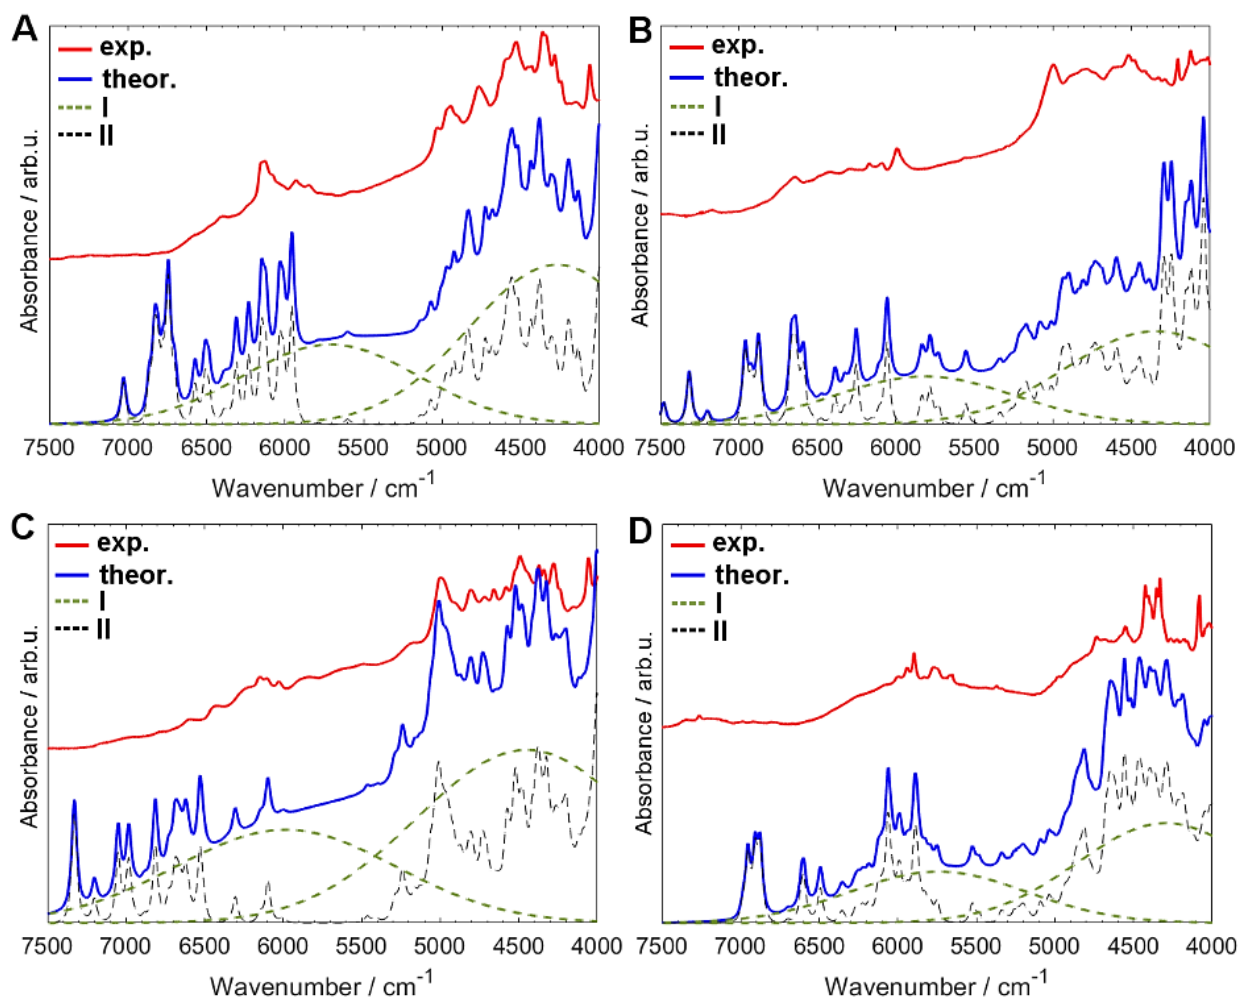 A
exp.
theor.
I
II
Absorbance / arb.u.
7500 7000 6500 6000 5500 5000 4500 4000
Wavenumber / cm-1
B
exp.
theor.
I
II
Absorbance / arb.u.
7500 7000 6500 6000 5500 5000 4500 4000
Wavenumber / cm-1
C
exp.
theor.
I
II
Absorbance / arb.u.
7500 7000 6500 6000 5500 5000 4500 4000
Wavenumber / cm-1
D
exp.
theor.
I
II
Absorbance / arb.u.
7500 7000 6500 6000 5500 5000 4500 4000
Wavenumber / cm-1